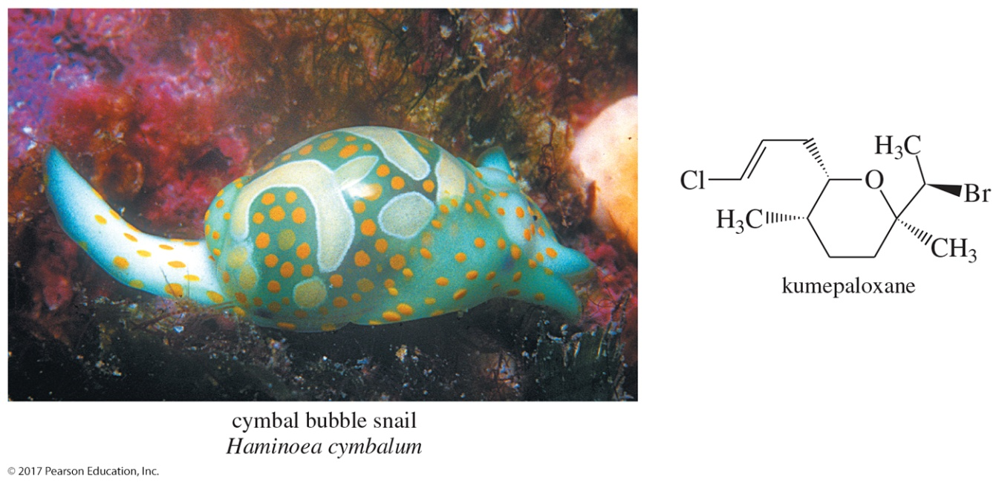 cymbal bubble snail
Haminoea cymbalum
© 2017 Pearson Education, Inc.
H₃C
Cl
O
Br
H₃C
CH₃
kumepaloxane